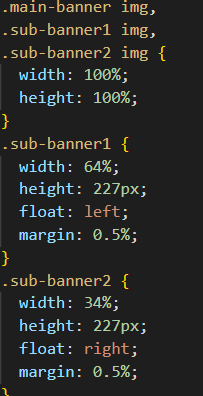 .main-banner img,
.sub-banner1 img,
.sub-banner2 img {
width: 100%;
height: 100%;
}
.sub-banner1 {
width: 64%;
height: 227px;
float: left;
margin: 0.5%;
}
.sub-banner2 {
width: 34%;
height: 227px;
float: right;
margin: 0.5%;
}